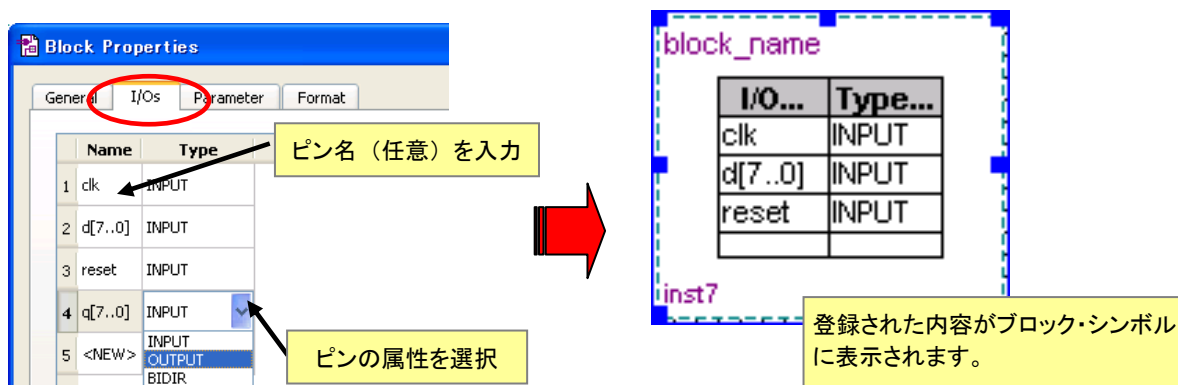 Block Properties
General I/Os Parameter Format
Name Type
1 clk INPUT
2 d[7..0] INPUT
3 reset INPUT
4 q[7..0] INPUT
5 <NEW> INPUT
OUTPUT
BIDIR
ピン名（任意）を入力
ピンの属性を選択
block_name
I/O... Type...
clk INPUT
d[7..0] INPUT
reset INPUT
inst7
登録された内容がブロック・シンボル
に表示されます。